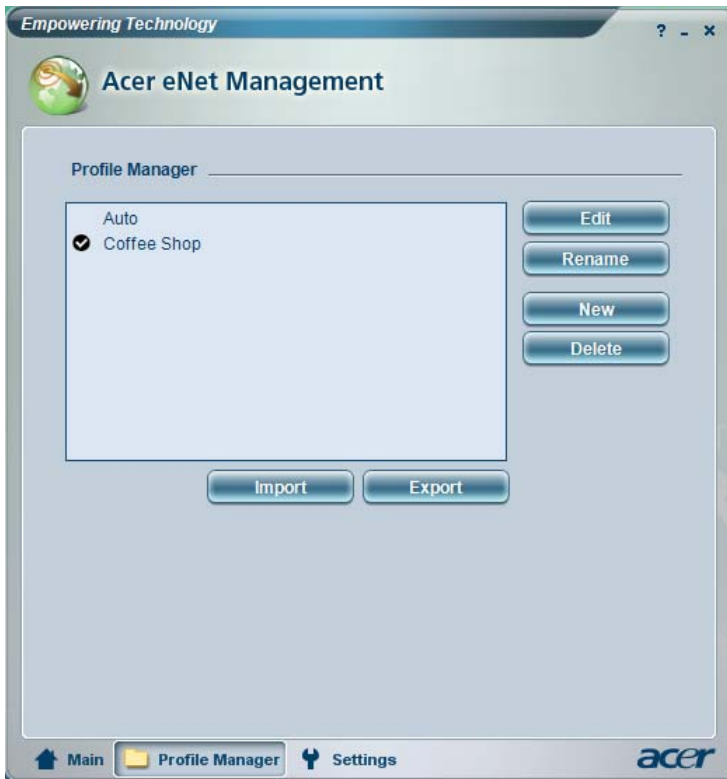 Empowering Technology
? - ×
Acer eNet Management
Profile Manager
Auto
Coffee Shop
Edit
Rename
New
Delete
Import
Export
Main
Profile Manager
Settings
acer